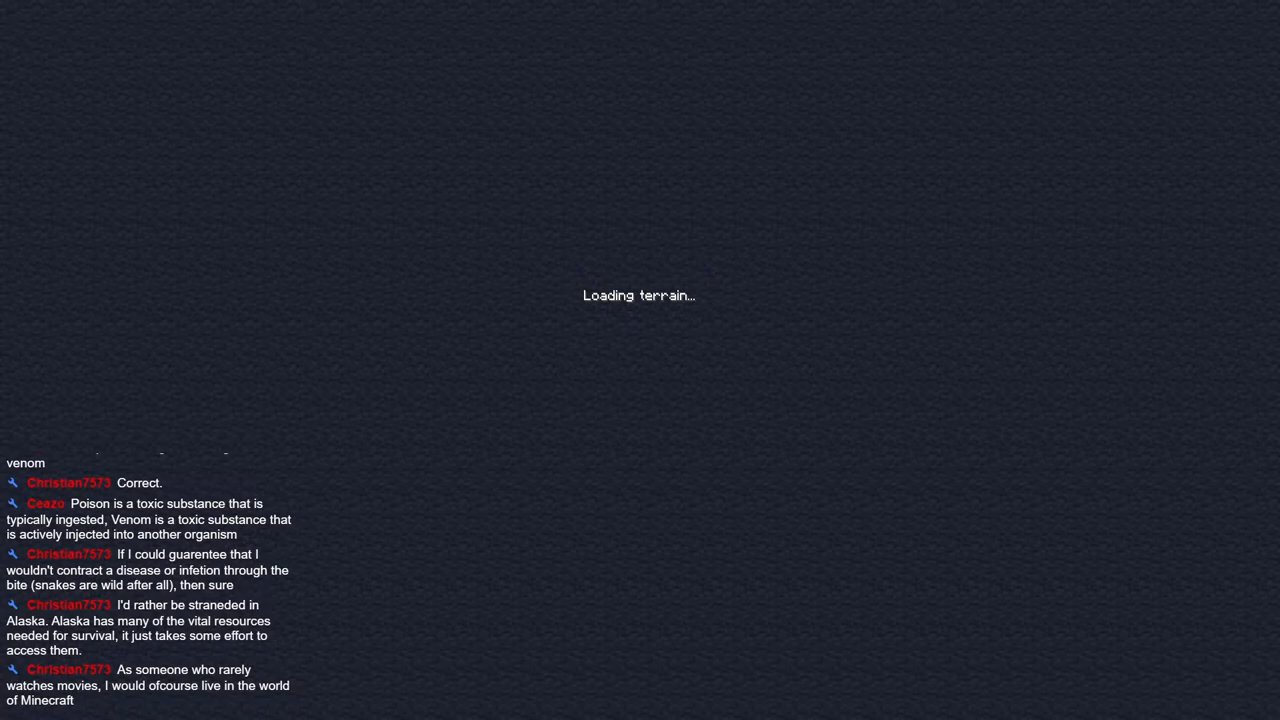 Loading terrain...
venom
Christian7573 Correct.
Ceazo Poison is a toxic substance that is
typically ingested, Venom is a toxic substance that
is actively injected into another organism
Christian7573 If I could guarentee that I
wouldn't contract a disease or infetion through the
bite (snakes are wild after all), then sure
Christian7573 I'd rather be straneded in
Alaska. Alaska has many of the vital resources
needed for survival, it just takes some effort to
access them.
Christian7573 As someone who rarely
watches movies, I would ofcourse live in the world
of Minecraft